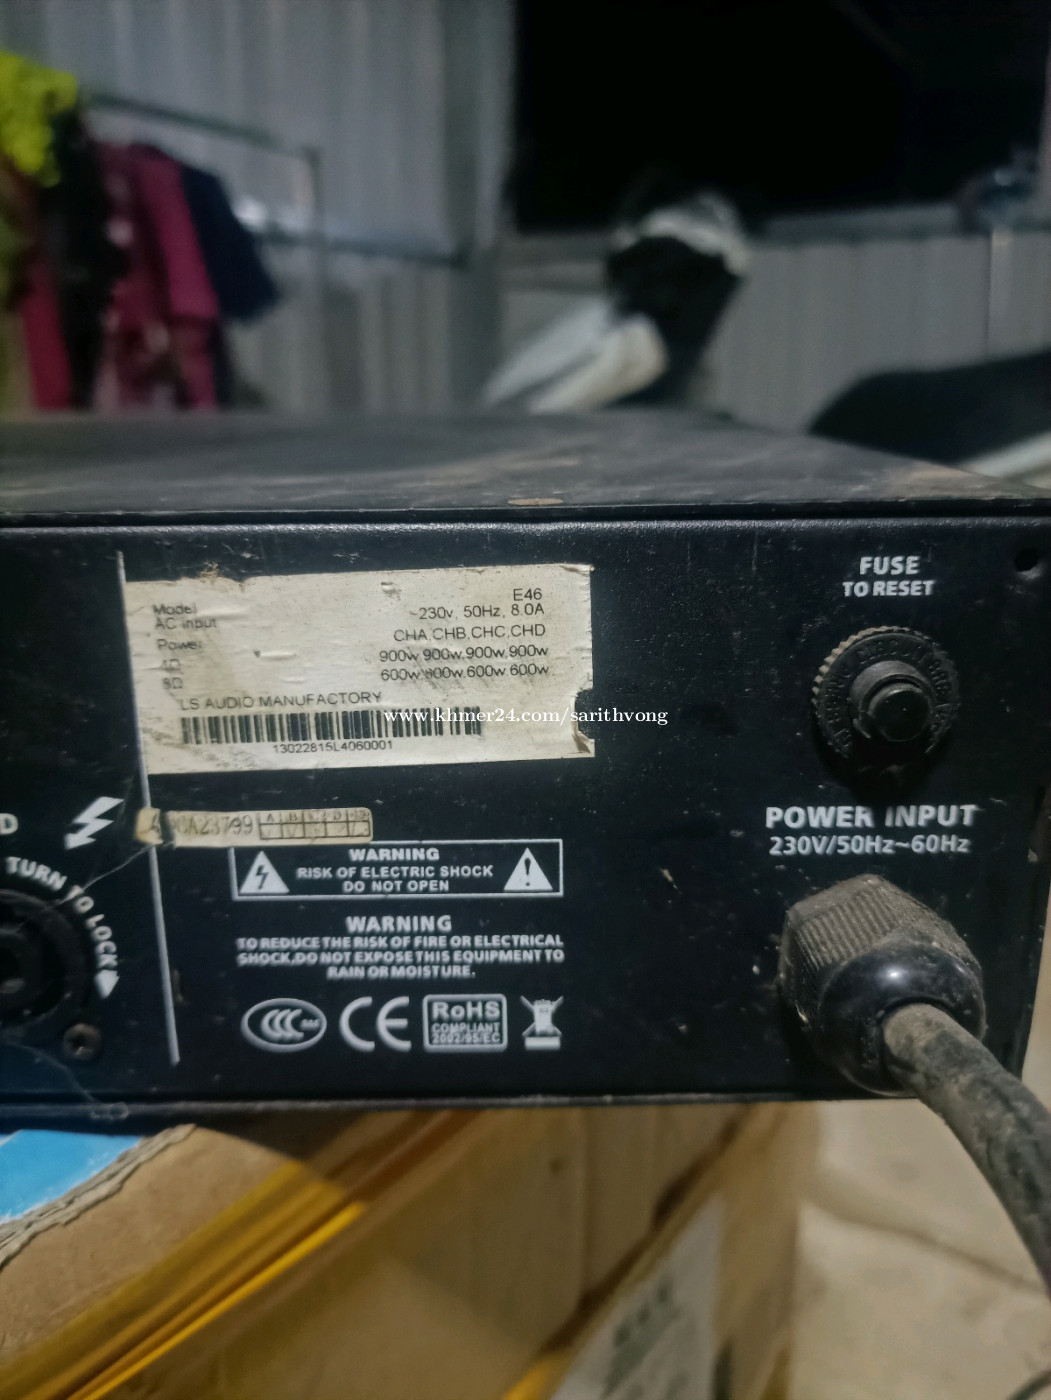 FUSE
TO RESET
Model E46
AC input ~230v, 50Hz, 8.0A
Power CHA,CHB,CHC,CHD
4Ω 900w,900w,900w,900w
8Ω 600w,600w,600w,600w
LS AUDIO MANUFACTORY
www.khmer24.com/sarithvong
13022815L4060001
POWER INPUT
230V/50Hz~60Hz
D
TURN TO LOCK
WARNING
RISK OF ELECTRIC SHOCK
DO NOT OPEN
WARNING
TO REDUCE THE RISK OF FIRE OR ELECTRICAL
SHOCK,DO NOT EXPOSE THIS EQUIPMENT TO
RAIN OR MOISTURE.
CCC CE RoHS
COMPLIANT
2002/95/EC